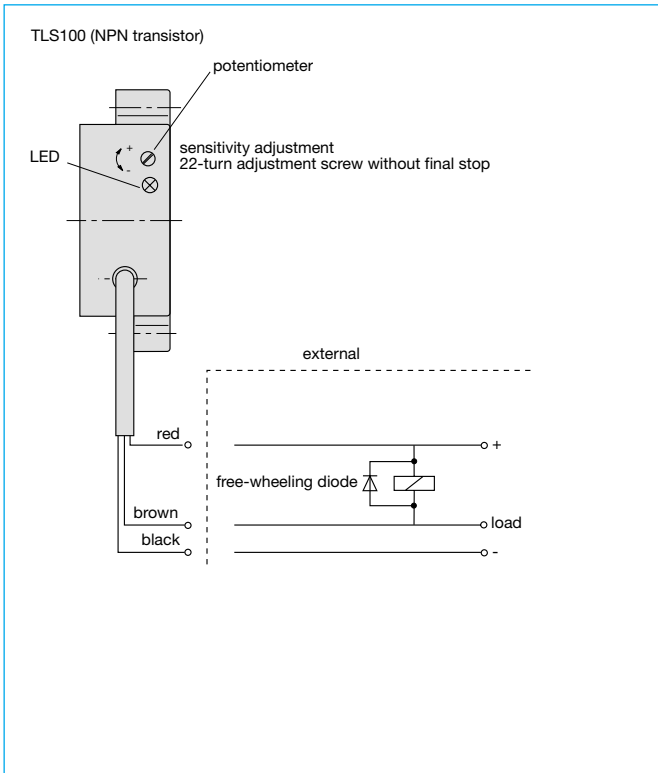 TLS100 (NPN transistor)
potentiometer
LED
+
-
sensitivity adjustment
22-turn adjustment screw without final stop
external
red
+
free-wheeling diode
brown
load
black
-